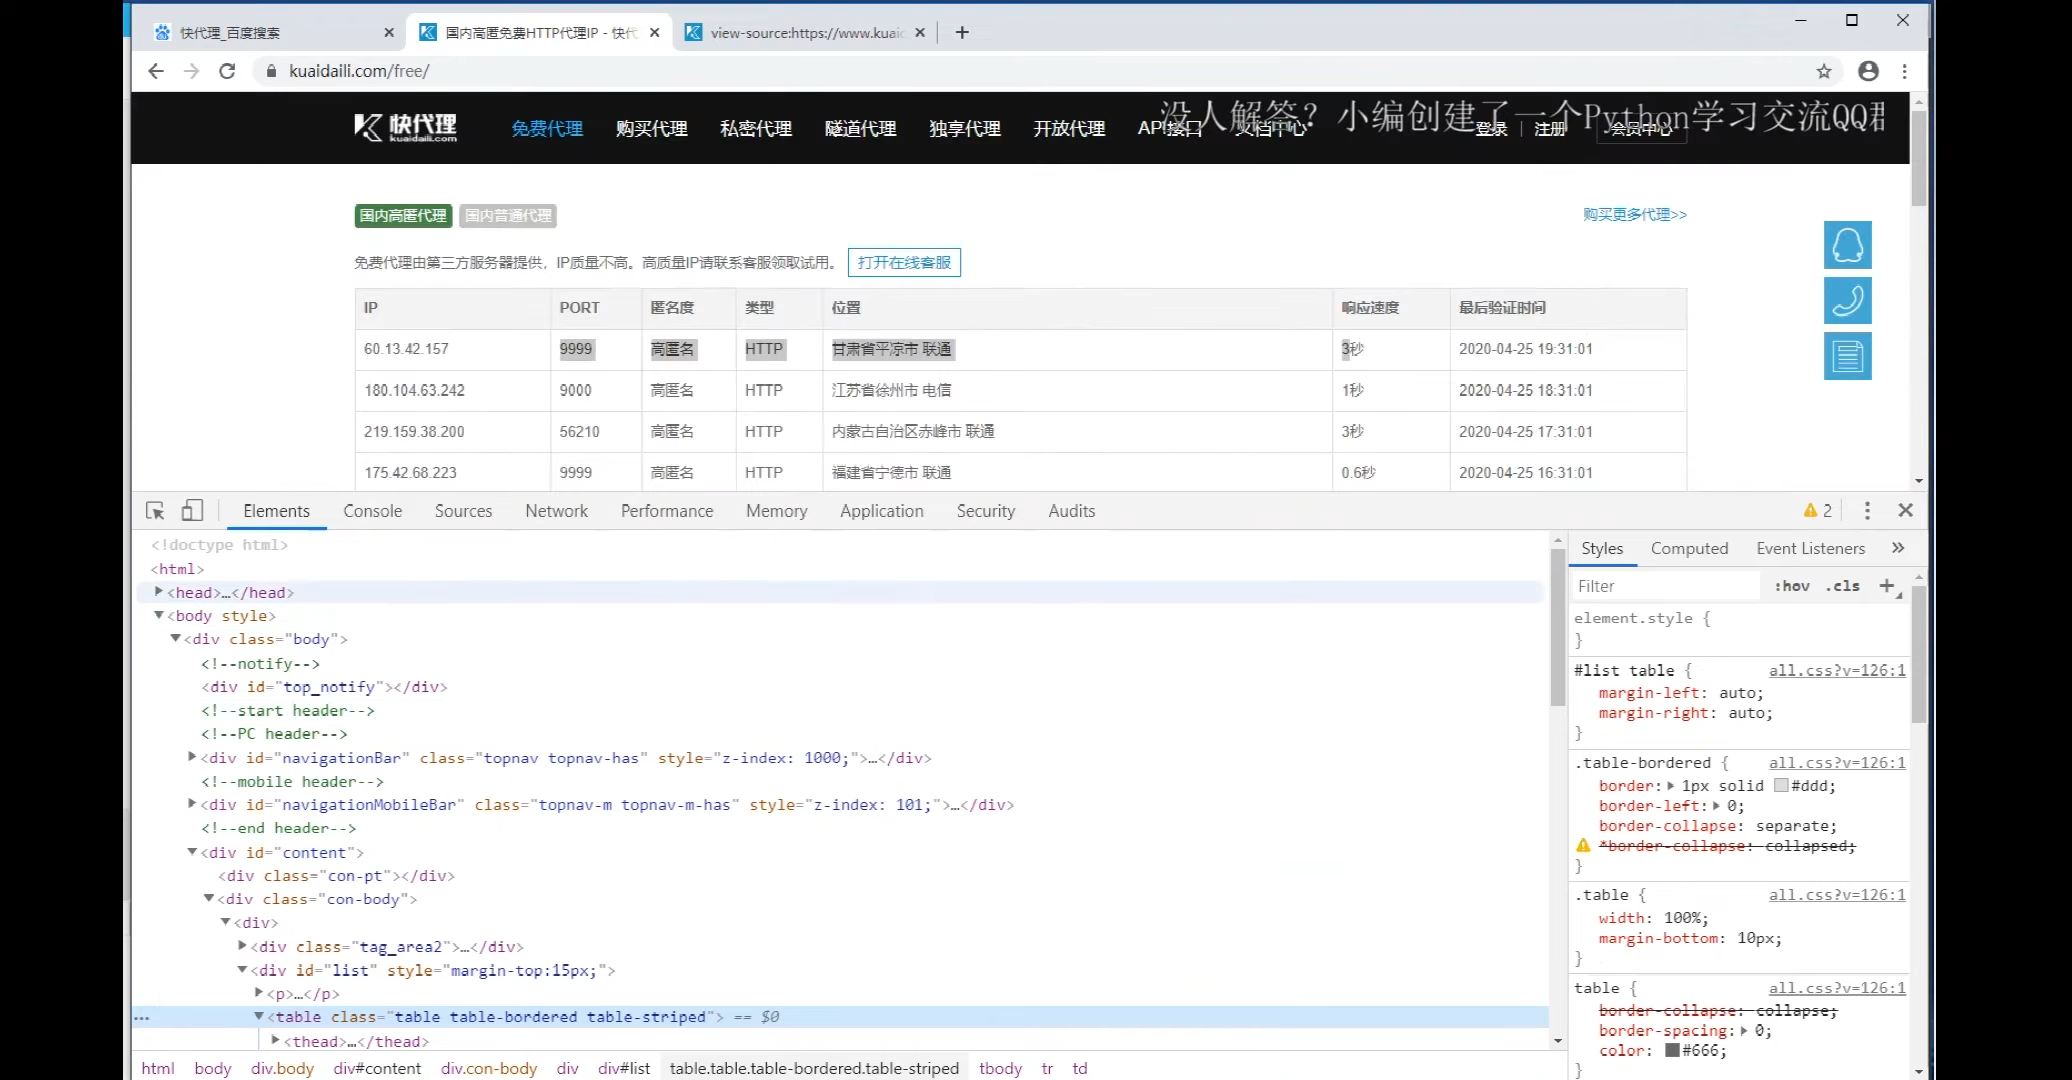 快代理_百度搜索
国内高匿免费HTTP代理IP - 快代
view-source:https://www.kuaid
kuaidaili.com/free/
快代理
kuaidaili.com
免费代理 购买代理 私密代理 隧道代理 独享代理 开放代理 API接口 文档中心 登录 | 注册 会员中心
没人解答？小编创建了一个Python学习交流QQ群
国内高匿代理 国内普通代理 购买更多代理>>
免费代理由第三方服务器提供，IP质量不高。高质量IP请联系客服领取试用。 打开在线客服
IP PORT 匿名度 类型 位置 响应速度 最后验证时间
60.13.42.157 9999 高匿名 HTTP 甘肃省平凉市 联通 3秒 2020-04-25 19:31:01
180.104.63.242 9000 高匿名 HTTP 江苏省徐州市 电信 1秒 2020-04-25 18:31:01
219.159.38.200 56210 高匿名 HTTP 内蒙古自治区赤峰市 联通 3秒 2020-04-25 17:31:01
175.42.68.223 9999 高匿名 HTTP 福建省宁德市 联通 0.6秒 2020-04-25 16:31:01
Elements Console Sources Network Performance Memory Application Security Audits 2
<!doctype html>
<html>
<head>…</head>
<body style>
<div class="body">
<!--notify-->
<div id="top_notify"></div>
<!--start header-->
<!--PC header-->
<div id="navigationBar" class="topnav topnav-has" style="z-index: 1000;">…</div>
<!--mobile header-->
<div id="navigationMobileBar" class="topnav-m topnav-m-has" style="z-index: 101;">…</div>
<!--end header-->
<div id="content">
<div class="con-pt"></div>
<div class="con-body">
<div>
<div class="tag_area2">…</div>
<div id="list" style="margin-top:15px;">
<p>…</p>
… <table class="table table-bordered table-striped"> == $0
<thead>…</thead>
html body div.body div#content div.con-body div div#list table.table.table-bordered.table-striped tbody tr td
Styles Computed Event Listeners »
Filter :hov .cls +
element.style {
}
#list table { all.css?v=126:1
margin-left: auto;
margin-right: auto;
}
.table-bordered { all.css?v=126:1
border: 1px solid #ddd;
border-left: 0;
border-collapse: separate;
*border-collapse: collapsed;
}
.table { all.css?v=126:1
width: 100%;
margin-bottom: 10px;
}
table { all.css?v=126:1
border-collapse: collapse;
border-spacing: 0;
color: #666;
}